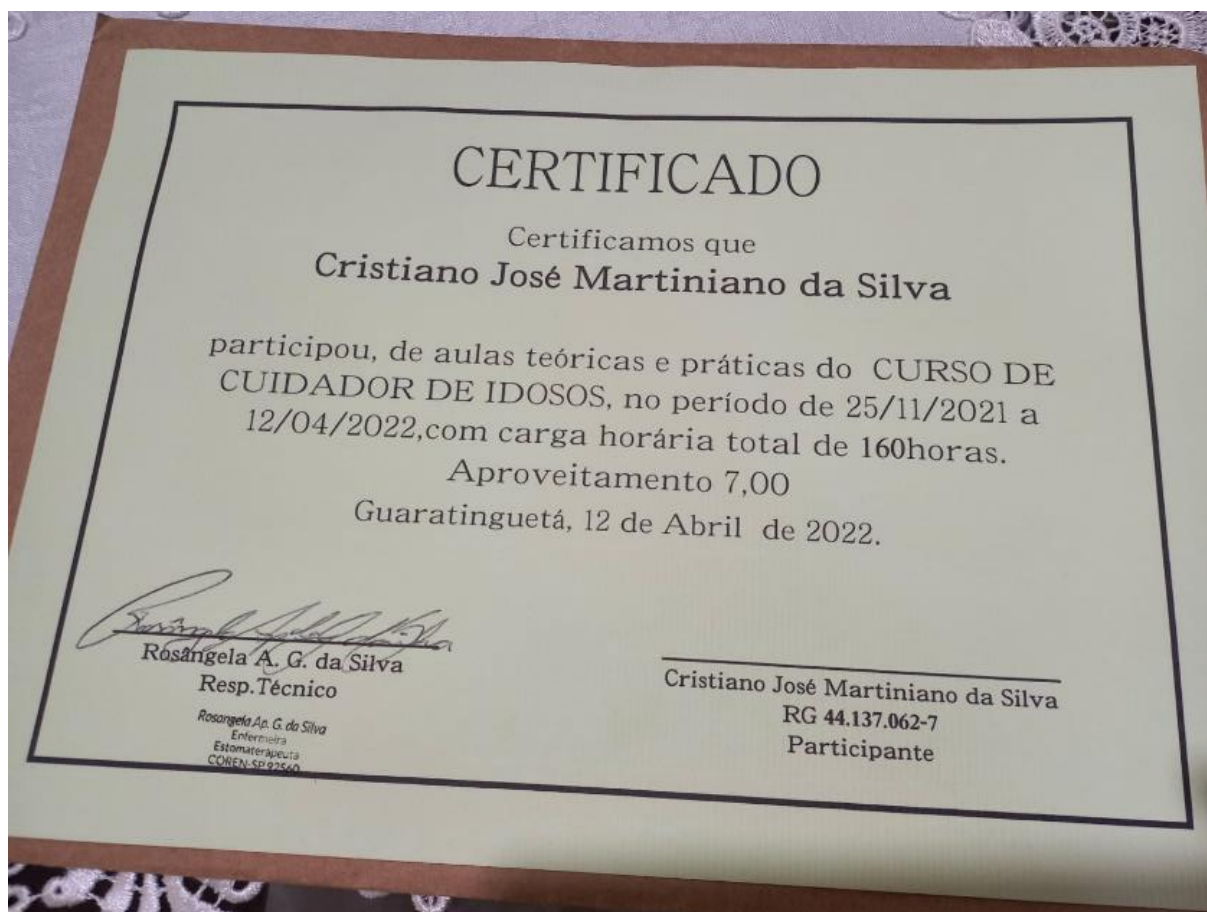 CERTIFICADO
Certificamos que
Cristiano José Martiniano da Silva
participou, de aulas teóricas e práticas do CURSO DE
CUIDADOR DE IDOSOS, no período de 25/11/2021 a
12/04/2022,com carga horária total de 160horas.
Aproveitamento 7,00
Guaratinguetá, 12 de Abril de 2022.
Rosângela A. G. da Silva
Resp.Técnico
Rosangela Ap. G. da Silva
Enfermeira
Estomaterapeuta
COREN-SP 92560
Cristiano José Martiniano da Silva
RG 44.137.062-7
Participante